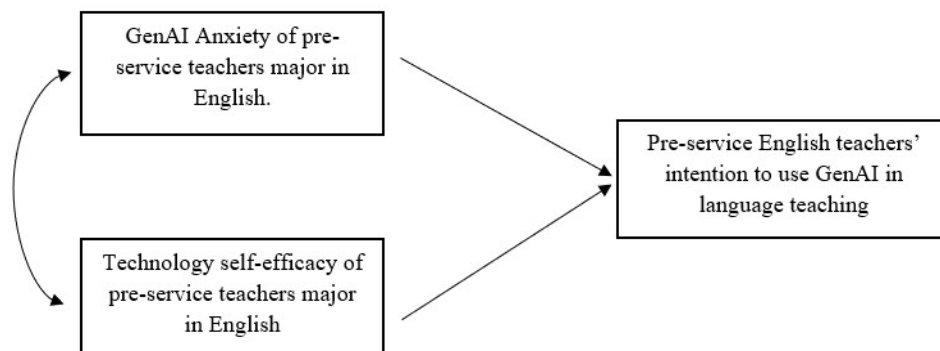 GenAI Anxiety of pre-
service teachers major in
English.
Pre-service English teachers’
intention to use GenAI in
language teaching
Technology self-efficacy of
pre-service teachers major
in English